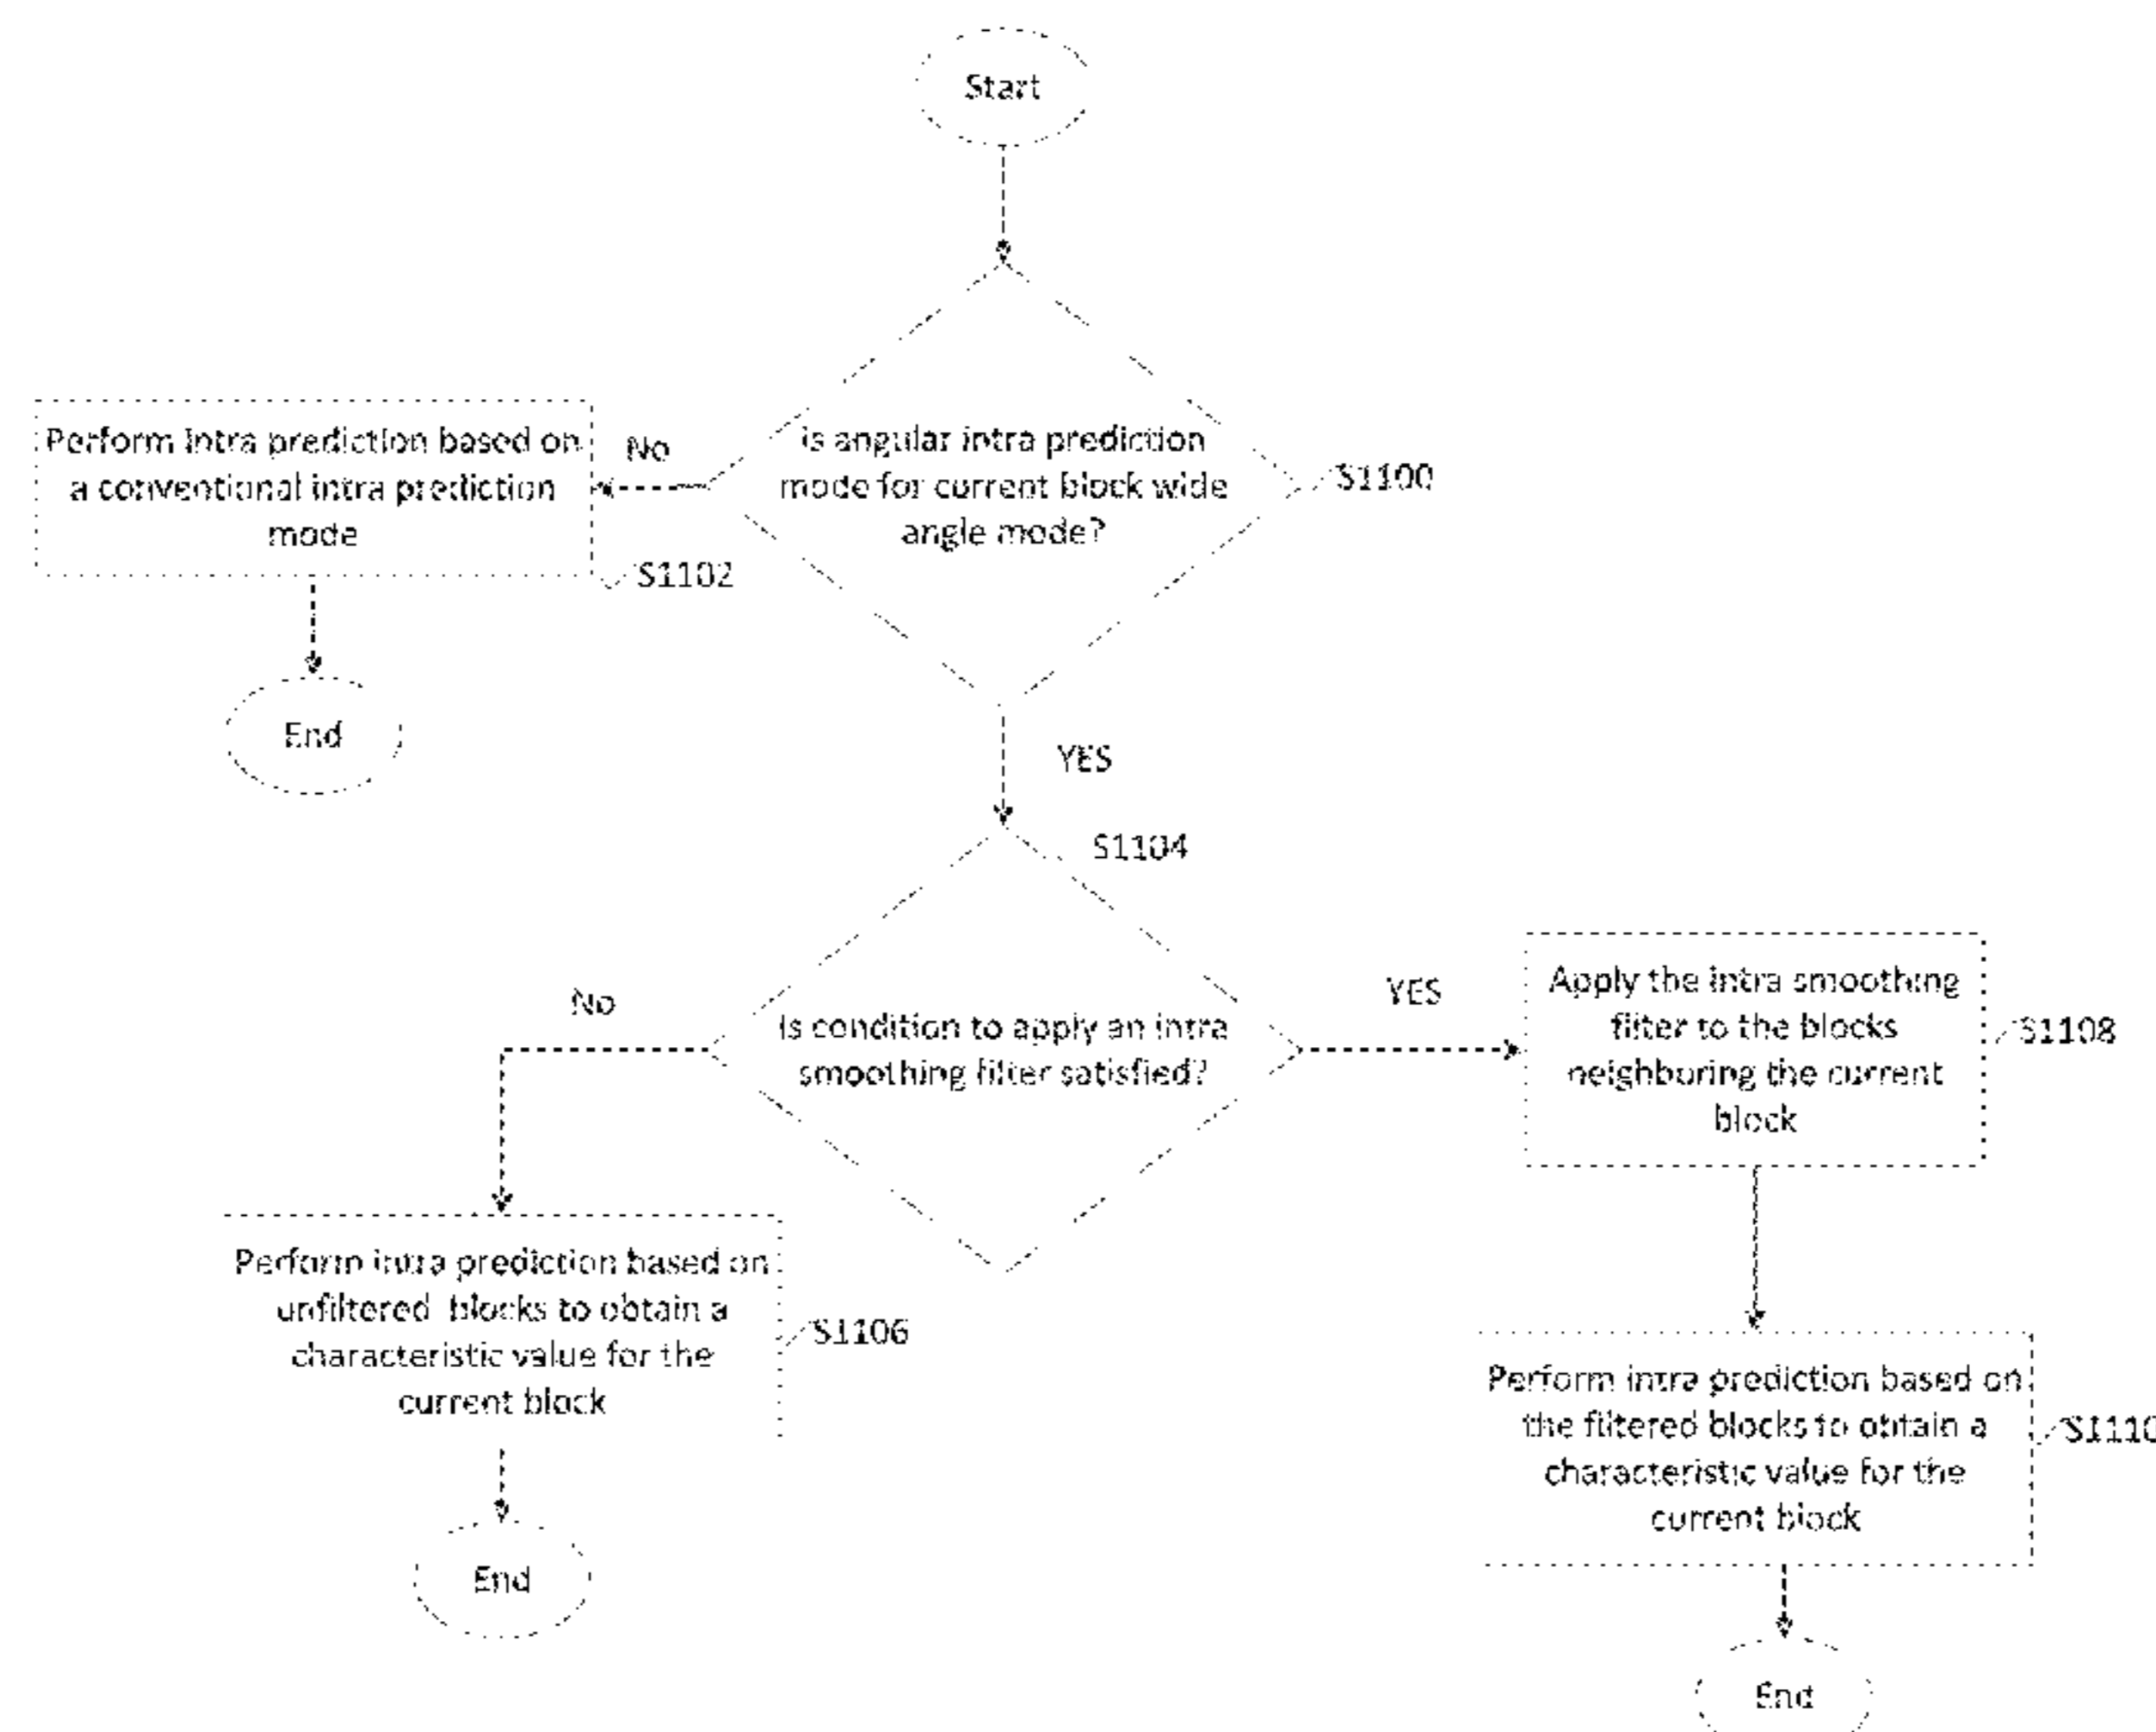 Start
is angular intra prediction
mode for current block wide
angle mode?
S1100
No
Perform intra prediction based on
a conventional intra prediction
mode
S1102
End
YES
S1104
Is condition to apply an intra
smoothing filter satisfied?
No
YES
Apply the intra smoothing
filter to the blocks
neighboring the current
block
S1108
Perform intra prediction based on
unfiltered blocks to obtain a
characteristic value for the
current block
S1106
End
Perform intra prediction based on
the filtered blocks to obtain a
characteristic value for the
current block
S1110
End